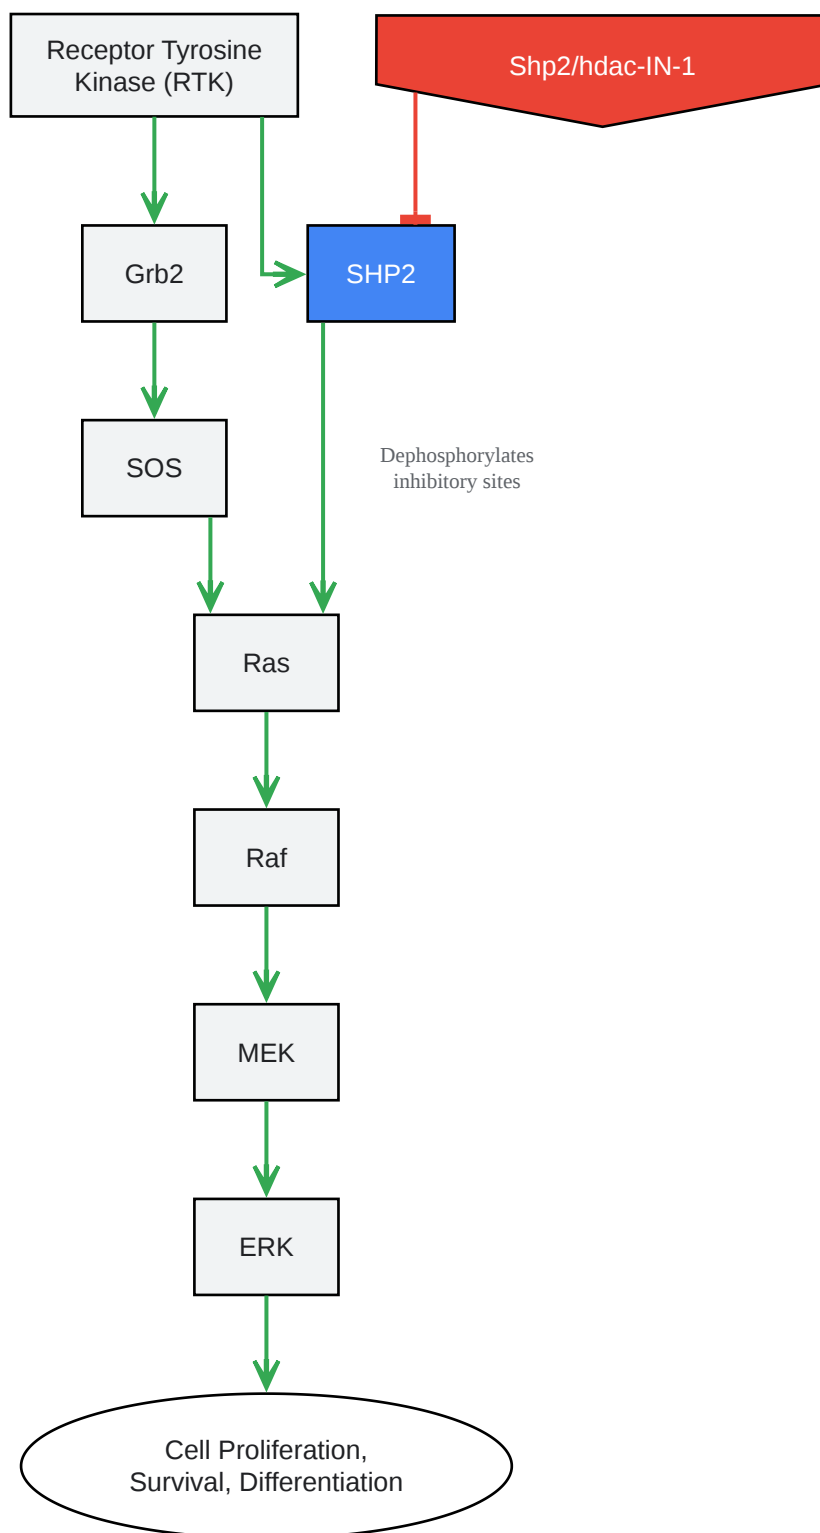 Receptor Tyrosine
Kinase (RTK)
Shp2/hdac-IN-1
Grb2
SHP2
SOS
Dephosphorylates
inhibitory sites
Ras
Raf
MEK
ERK
Cell Proliferation,
Survival, Differentiation